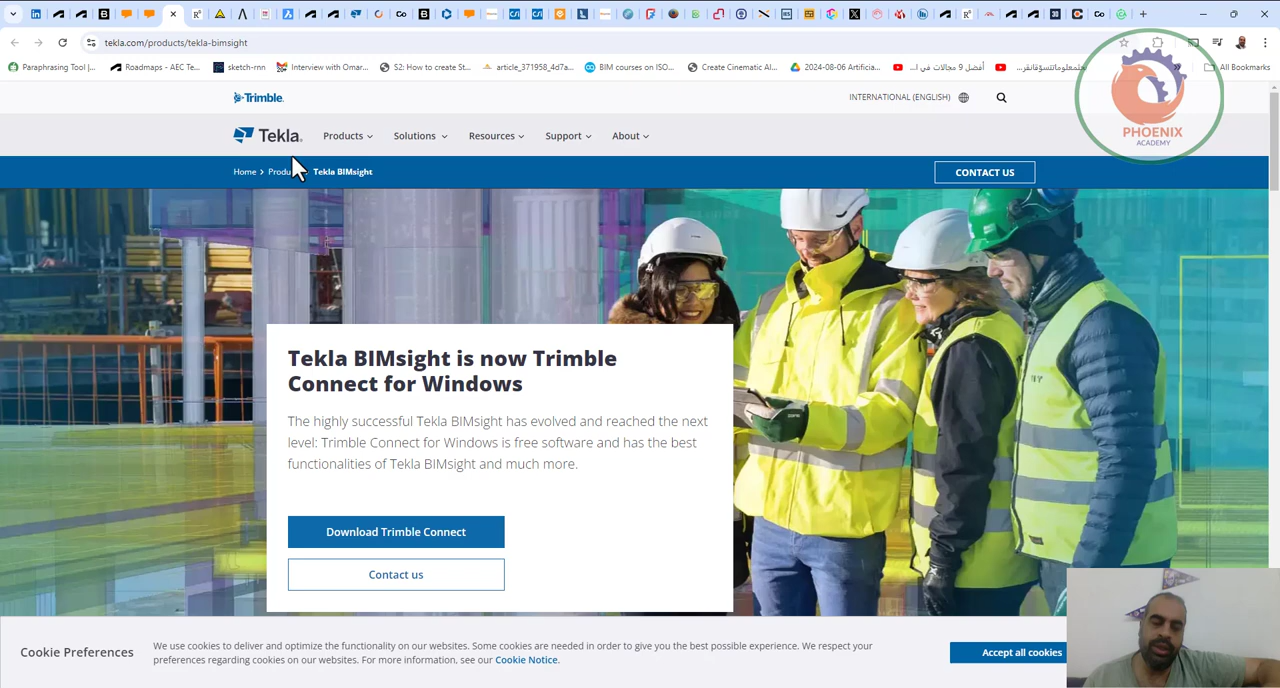 tekla.com/products/tekla-bimsight
Paraphrasing Tool |...
Roadmaps - AEC Te...
sketch-rnn
Interview with Omar...
S2: How to use St...
article_371958_4d7a...
BIM courses on ISO...
Create Cinematic AI...
2024-08-06 Artificia...
أفضل 9 مجالات في ا...
All Bookmarks
Trimble.
INTERNATIONAL (ENGLISH)
Tekla.
Products
Solutions
Resources
Support
About
PHOENIX
ACADEMY
Home > Produ
Tekla BIMsight
CONTACT US
Tekla BIMsight is now Trimble
Connect for Windows
The highly successful Tekla BIMsight has evolved and reached the next
level: Trimble Connect for Windows is free software and has the best
functionalities of Tekla BIMsight and much more.
Download Trimble Connect
Contact us
Cookie Preferences
We use cookies to deliver and optimize the functionality on our websites. Some cookies are needed in order to give you the best possible experience. We respect your
preferences regarding cookies on our websites. For more information, see our Cookie Notice.
Accept all cookies